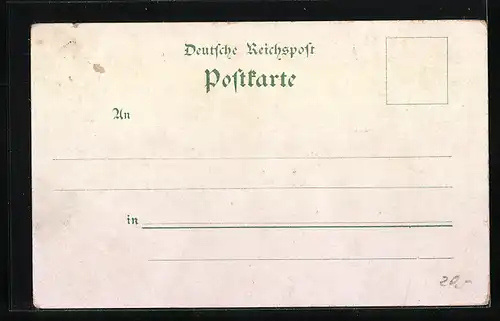 Deutsche Reichspost
Postkarte
An
in
20,-